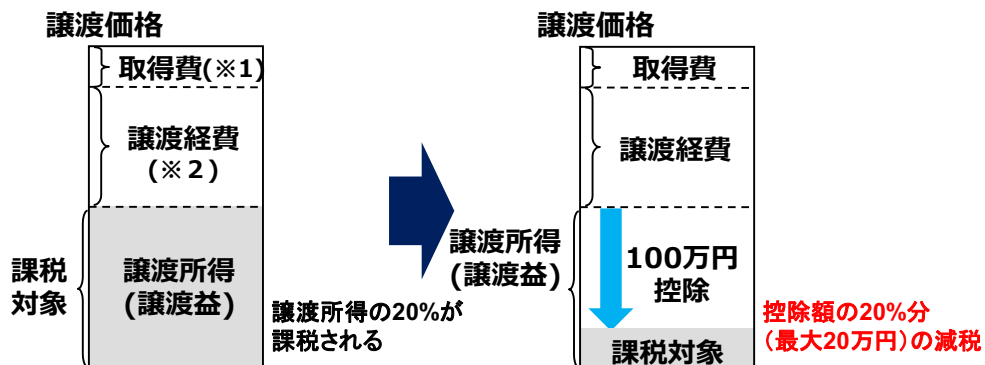 譲渡価格
取得費(※1)
譲渡経費
(※２)
課税
対象
譲渡所得
(譲渡益)
譲渡所得の20%が
課税される
譲渡価格
取得費
譲渡経費
譲渡所得
(譲渡益)
100万円
控除
課税対象
控除額の20%分
（最大20万円）の減税